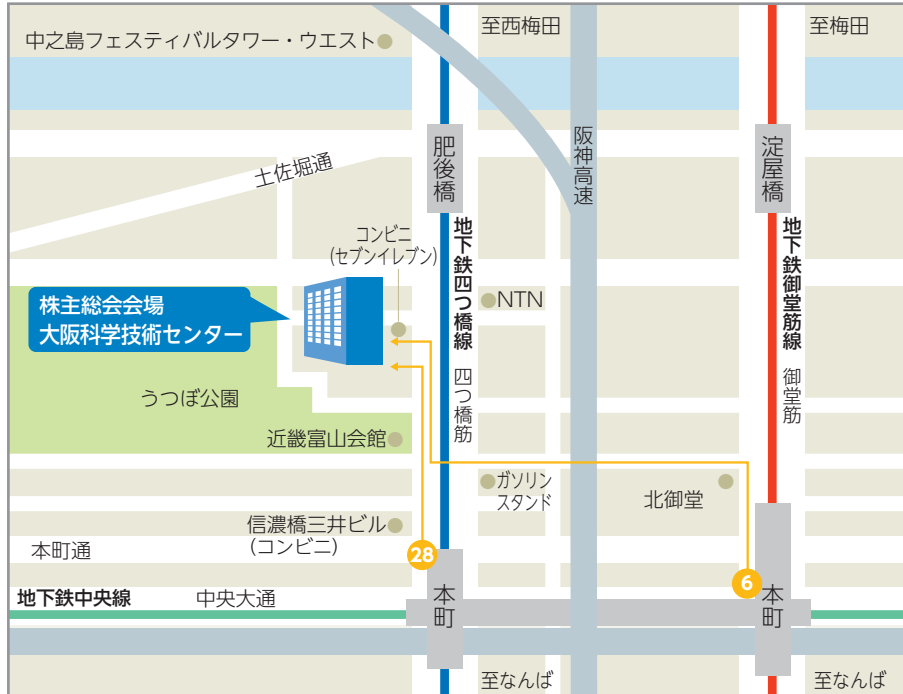 至西梅田
至梅田
中之島フェスティバルタワー・ウエスト
肥後橋
阪神高速
淀屋橋
土佐堀通
コンビニ
(セブンイレブン)
地下鉄四つ橋線
四つ橋筋
地下鉄御堂筋線
御堂筋
NTN
株主総会会場
大阪科学技術センター
うつぼ公園
近畿富山会館
ガソリン
スタンド
北御堂
信濃橋三井ビル
(コンビニ)
本町通
28
6
地下鉄中央線
中央大通
本町
本町
至なんば
至なんば